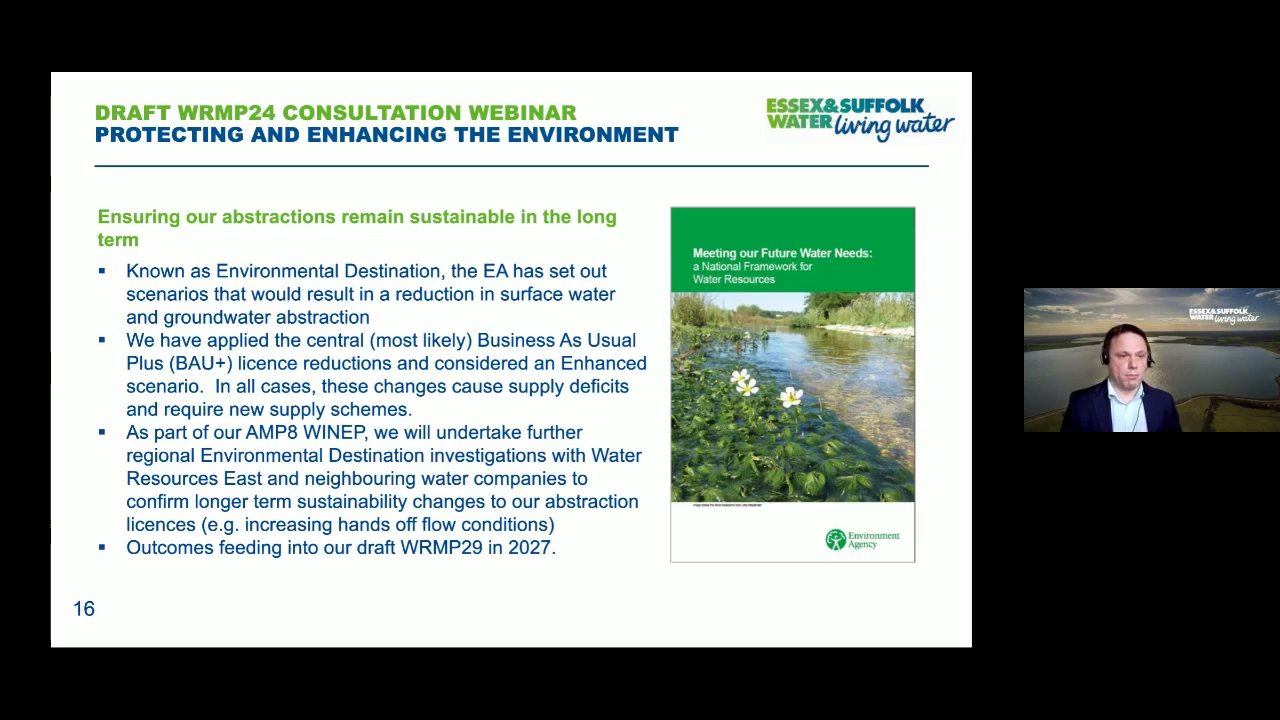 DRAFT WRMP24 CONSULTATION WEBINAR
PROTECTING AND ENHANCING THE ENVIRONMENT
ESSEX&SUFFOLK
WATER living water
Ensuring our abstractions remain sustainable in the long
term
▪ Known as Environmental Destination, the EA has set out
scenarios that would result in a reduction in surface water
and groundwater abstraction
▪ We have applied the central (most likely) Business As Usual
Plus (BAU+) licence reductions and considered an Enhanced
scenario.  In all cases, these changes cause supply deficits
and require new supply schemes.
▪ As part of our AMP8 WINEP, we will undertake further
regional Environmental Destination investigations with Water
Resources East and neighbouring water companies to
confirm longer term sustainability changes to our abstraction
licences (e.g. increasing hands off flow conditions)
▪ Outcomes feeding into our draft WRMP29 in 2027.
Meeting our Future Water Needs:
a National Framework for
Water Resources
Environment
Agency
16
ESSEX&SUFFOLK
WATER living water